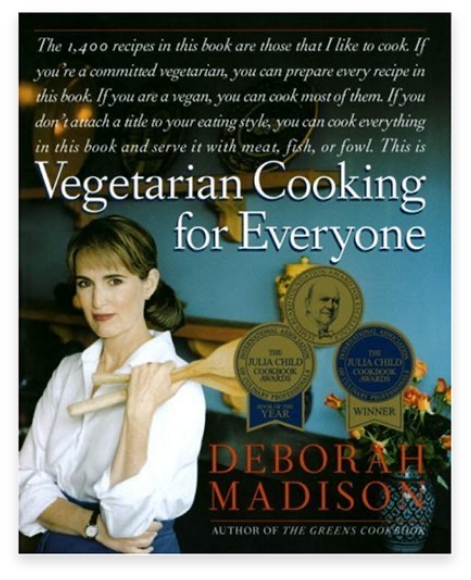 The 1,400 recipes in this book are those that I like to cook. If
you're a committed vegetarian, you can prepare every recipe in
this book. If you are a vegan, you can cook most of them. If you
don't attach a title to your eating style, you can cook everything
in this book and serve it with meat, fish, or fowl. This is
Vegetarian Cooking
for Everyone
THE
JULIA CHILD
COOKBOOK
AWARDS
BOOK OF THE
YEAR
THE
JULIA CHILD
COOKBOOK
AWARDS
WINNER
DEBORAH
MADISON
AUTHOR OF THE GREENS COOKBOOK